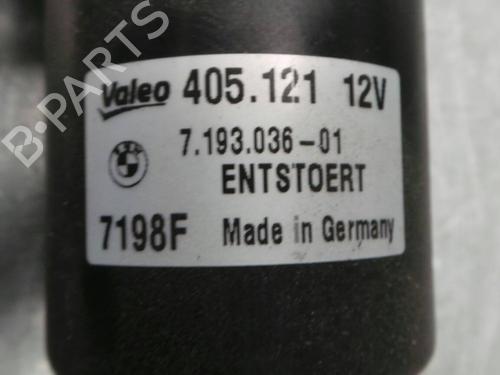 B-PARTS
Valeo 405.121 12V
7.193.036-01
ENTSTOERT
7198F Made in Germany